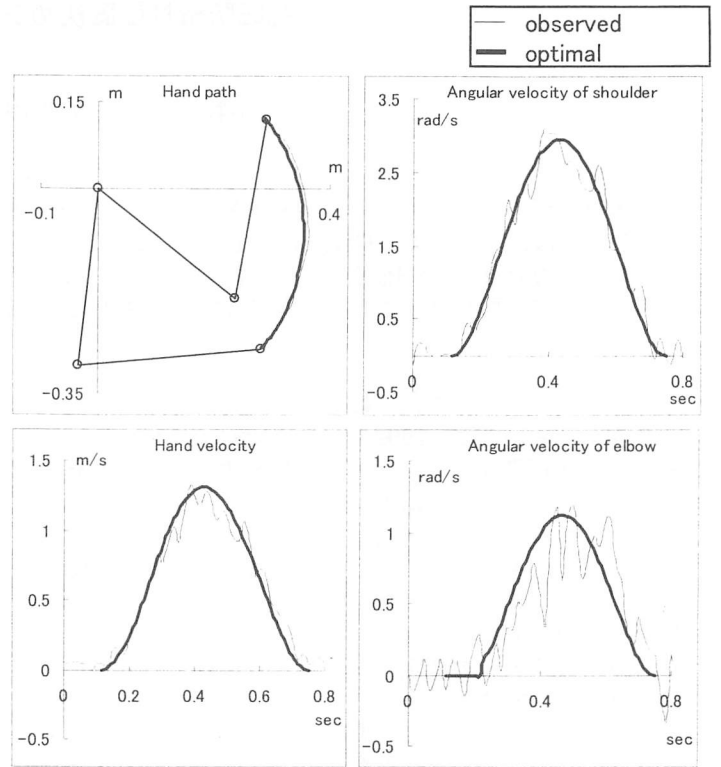 observed
optimal
Hand path
0.15
m
m
-0.1
0.4
-0.35
Angular velocity of shoulder
3.5
rad/s
2.5
1.5
0.5
-0.5
0
0.4
0.8
sec
Hand velocity
1.5
m/s
1
0.5
0
-0.5
0
0.2
0.4
0.6
0.8
sec
Angular velocity of elbow
1.5
rad/s
1
0.5
0
-0.5
0
0.4
0.8
sec